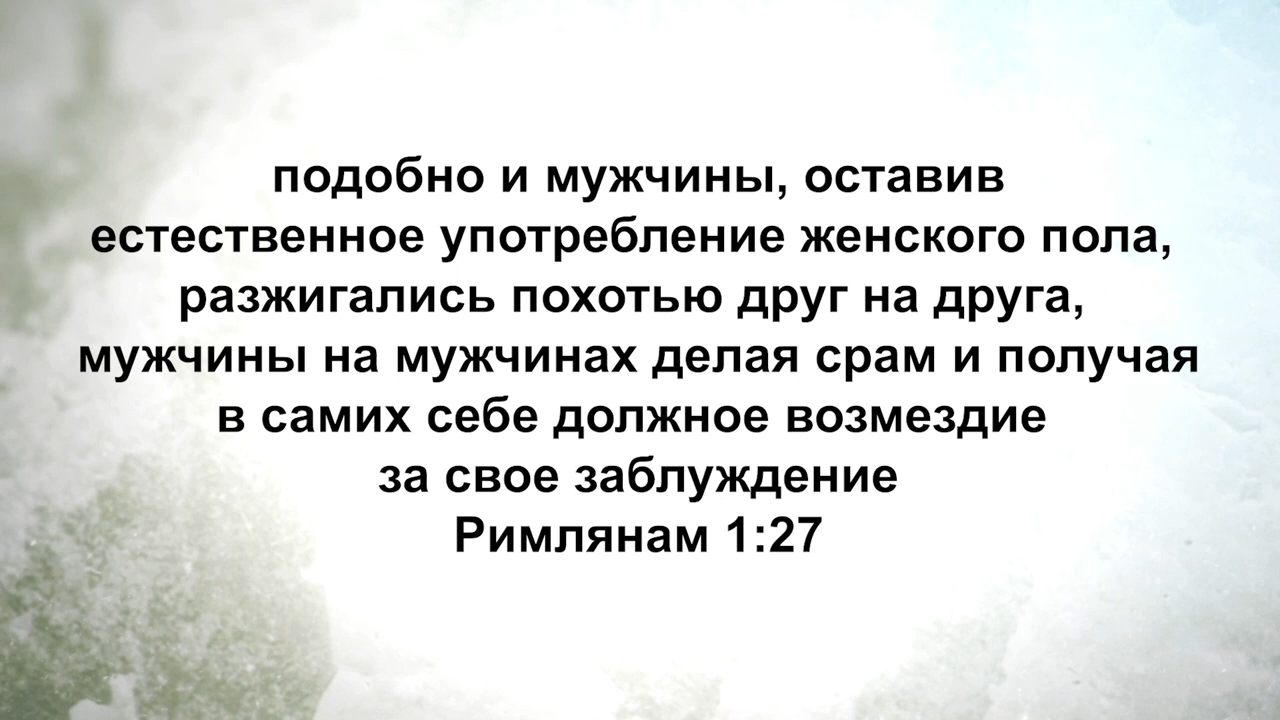 подобно и мужчины, оставив
естественное употребление женского пола,
разжигались похотью друг на друга,
мужчины на мужчинах делая срам и получая
в самих себе должное возмездие
за свое заблуждение
Римлянам 1:27